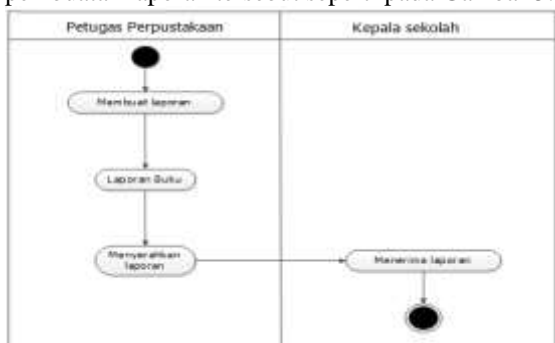 Petugas Perpustakaan
Kepala sekolah
Membuat laporan
Laporan Buku
Menyerahkan
laporan
Menerima laporan